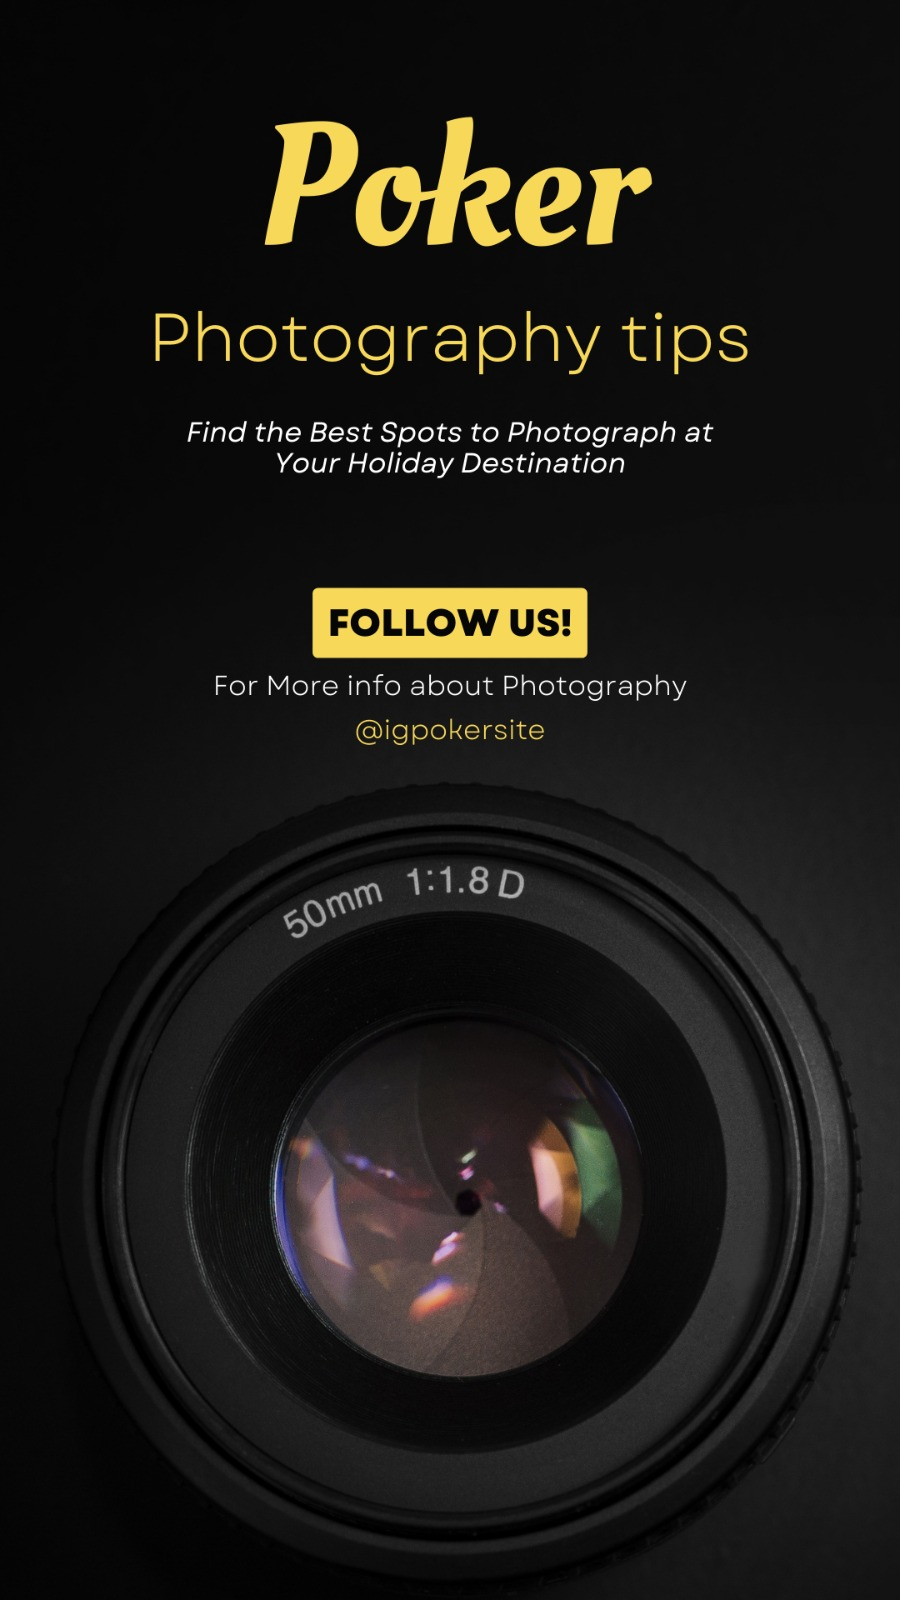 Poker
Photography tips
Find the Best Spots to Photograph at
Your Holiday Destination
FOLLOW US!
For More info about Photography
@igpokersite
50mm 1:1.8 D